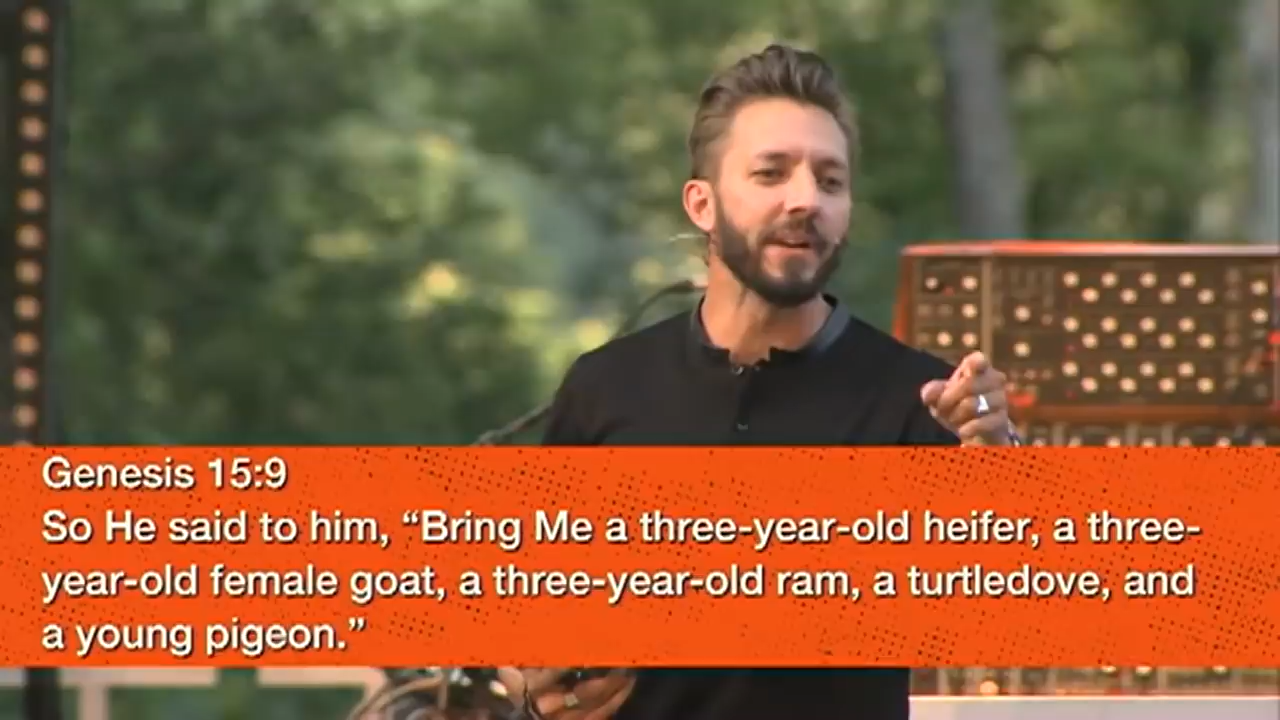 Genesis 15:9
So He said to him, “Bring Me a three-year-old heifer, a three-
year-old female goat, a three-year-old ram, a turtledove, and
a young pigeon.”